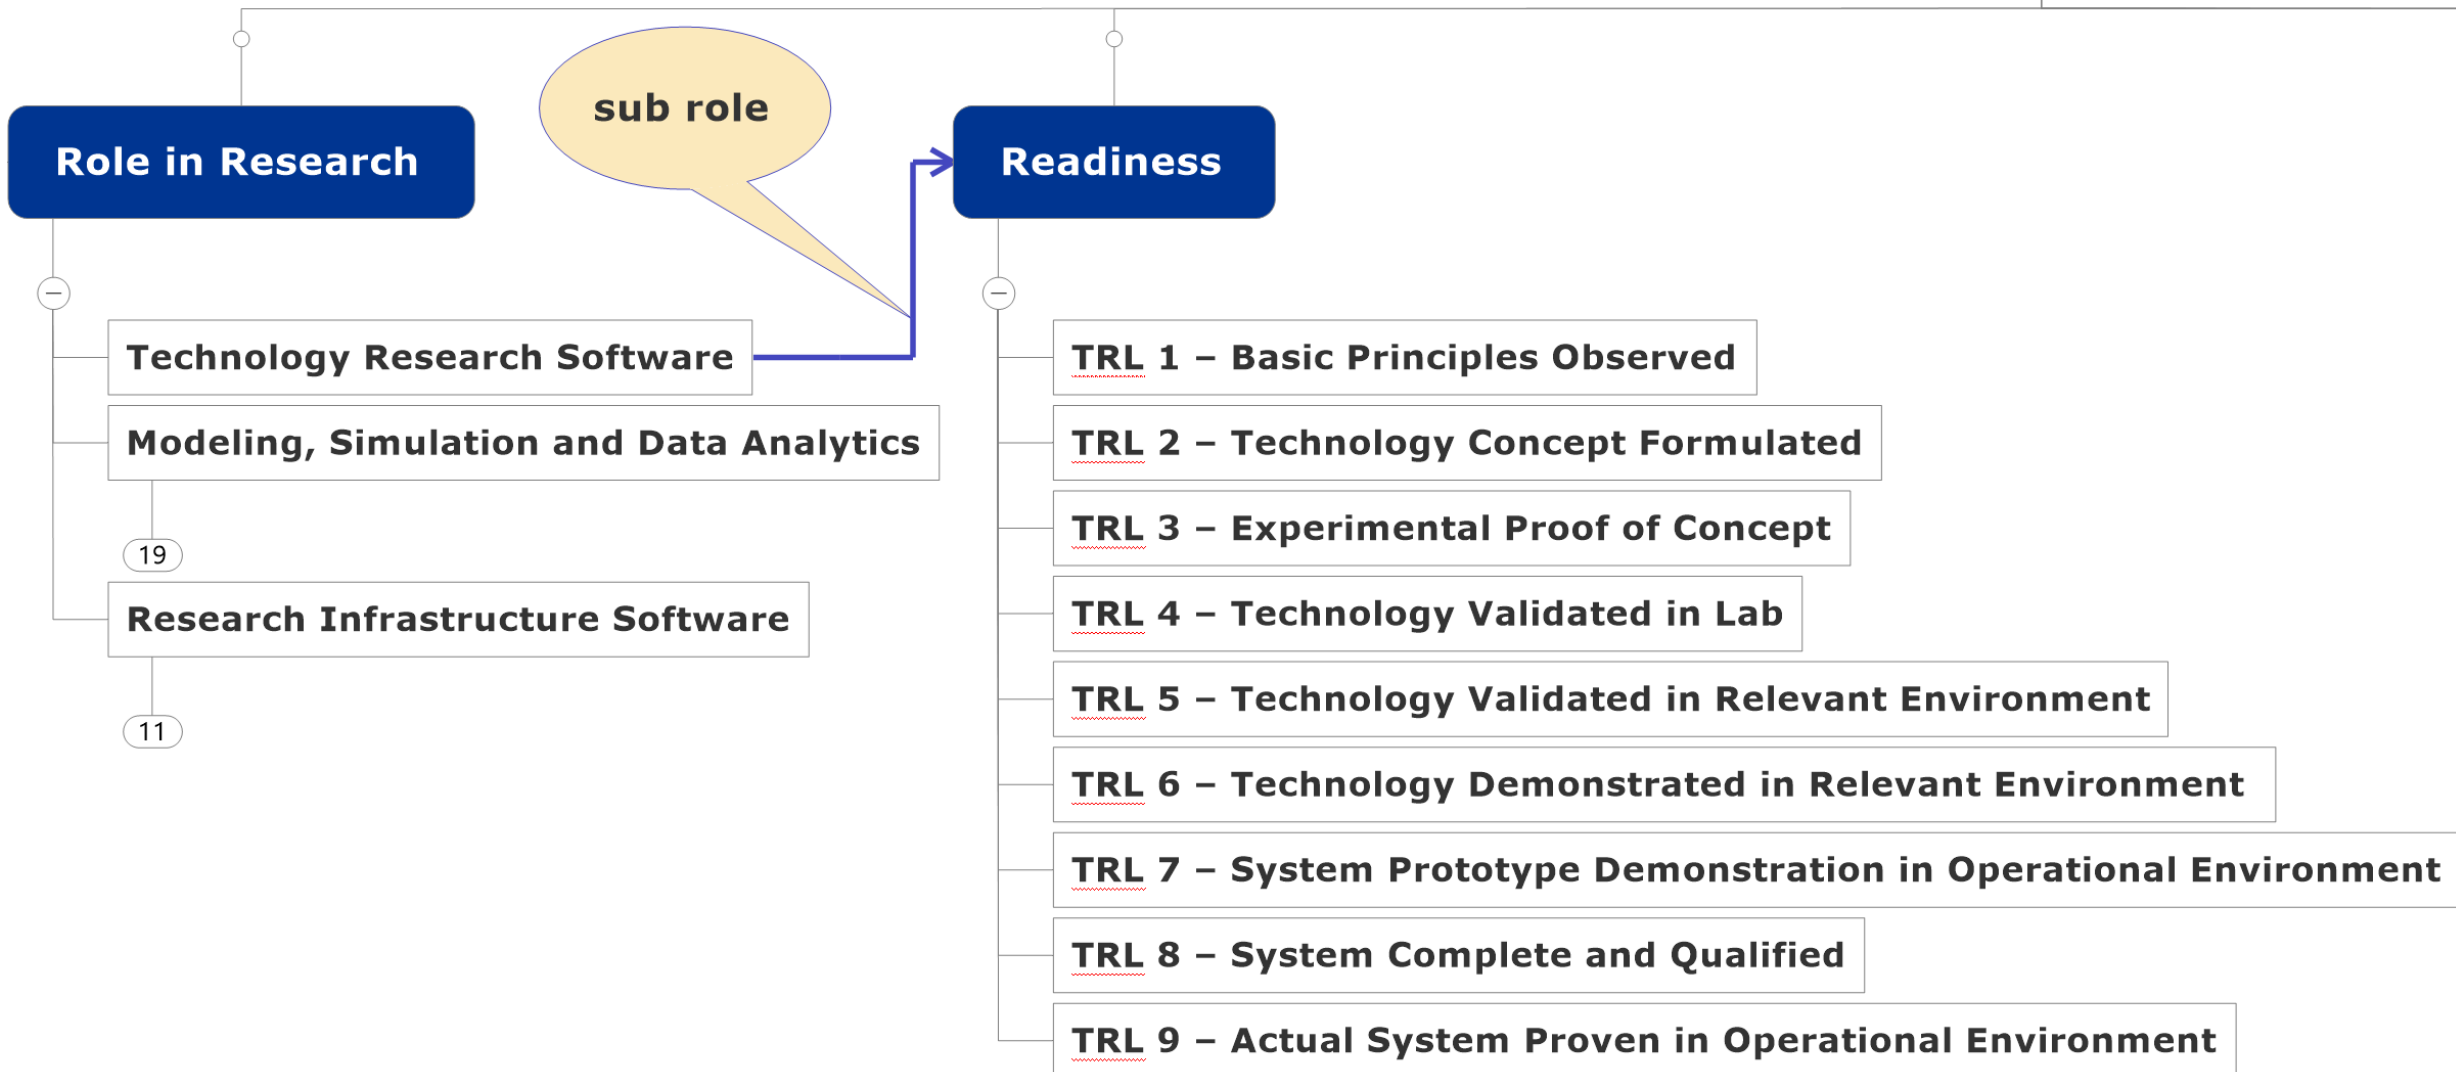 sub role
Role in Research
Readiness
Technology Research Software
Modeling, Simulation and Data Analytics
19
Research Infrastructure Software
11
TRL 1 – Basic Principles Observed
TRL 2 – Technology Concept Formulated
TRL 3 – Experimental Proof of Concept
TRL 4 – Technology Validated in Lab
TRL 5 – Technology Validated in Relevant Environment
TRL 6 – Technology Demonstrated in Relevant Environment
TRL 7 – System Prototype Demonstration in Operational Environment
TRL 8 – System Complete and Qualified
TRL 9 – Actual System Proven in Operational Environment